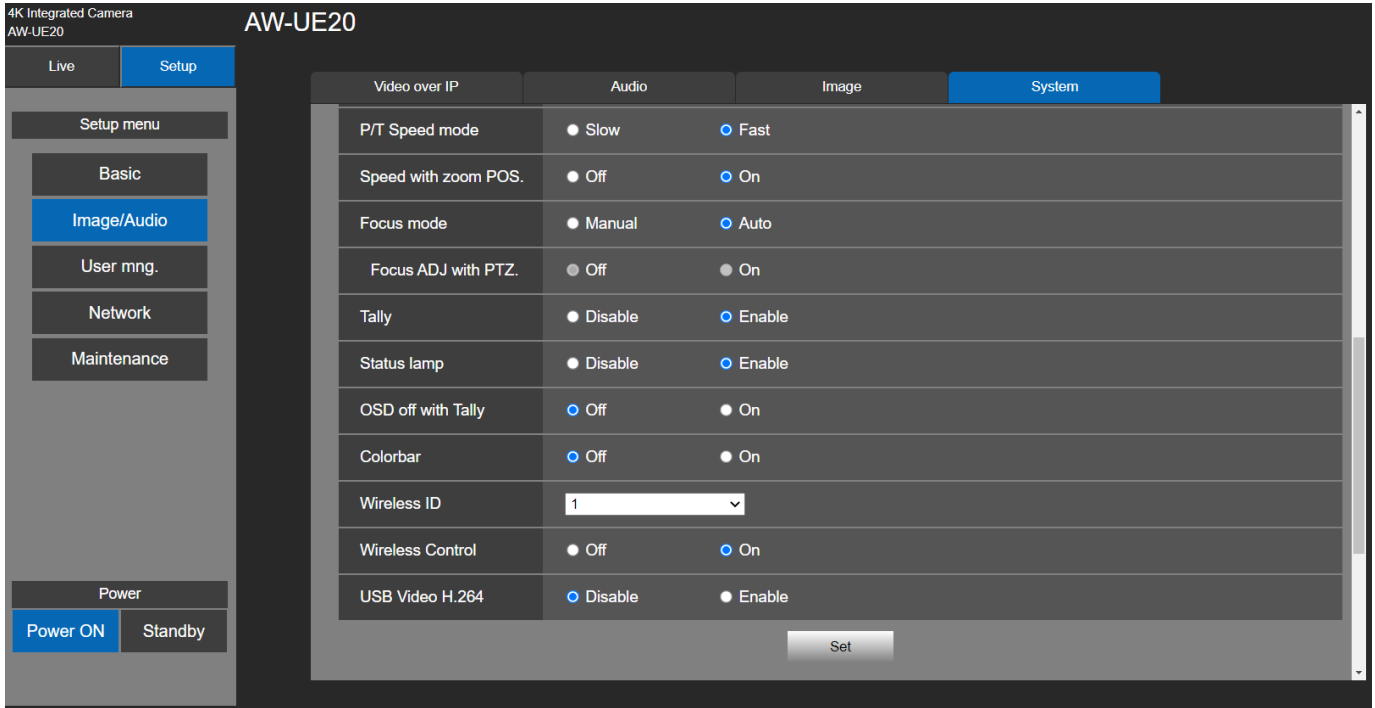 4K Integrated Camera
AW-UE20
AW-UE20
Live Setup
Video over IP Audio Image System
Setup menu
Basic
Image/Audio
User mng.
Network
Maintenance
Power
Power ON Standby
P/T Speed mode Slow Fast
Speed with zoom POS. Off On
Focus mode Manual Auto
Focus ADJ with PTZ. Off On
Tally Disable Enable
Status lamp Disable Enable
OSD off with Tally Off On
Colorbar Off On
Wireless ID 1
Wireless Control Off On
USB Video H.264 Disable Enable
Set